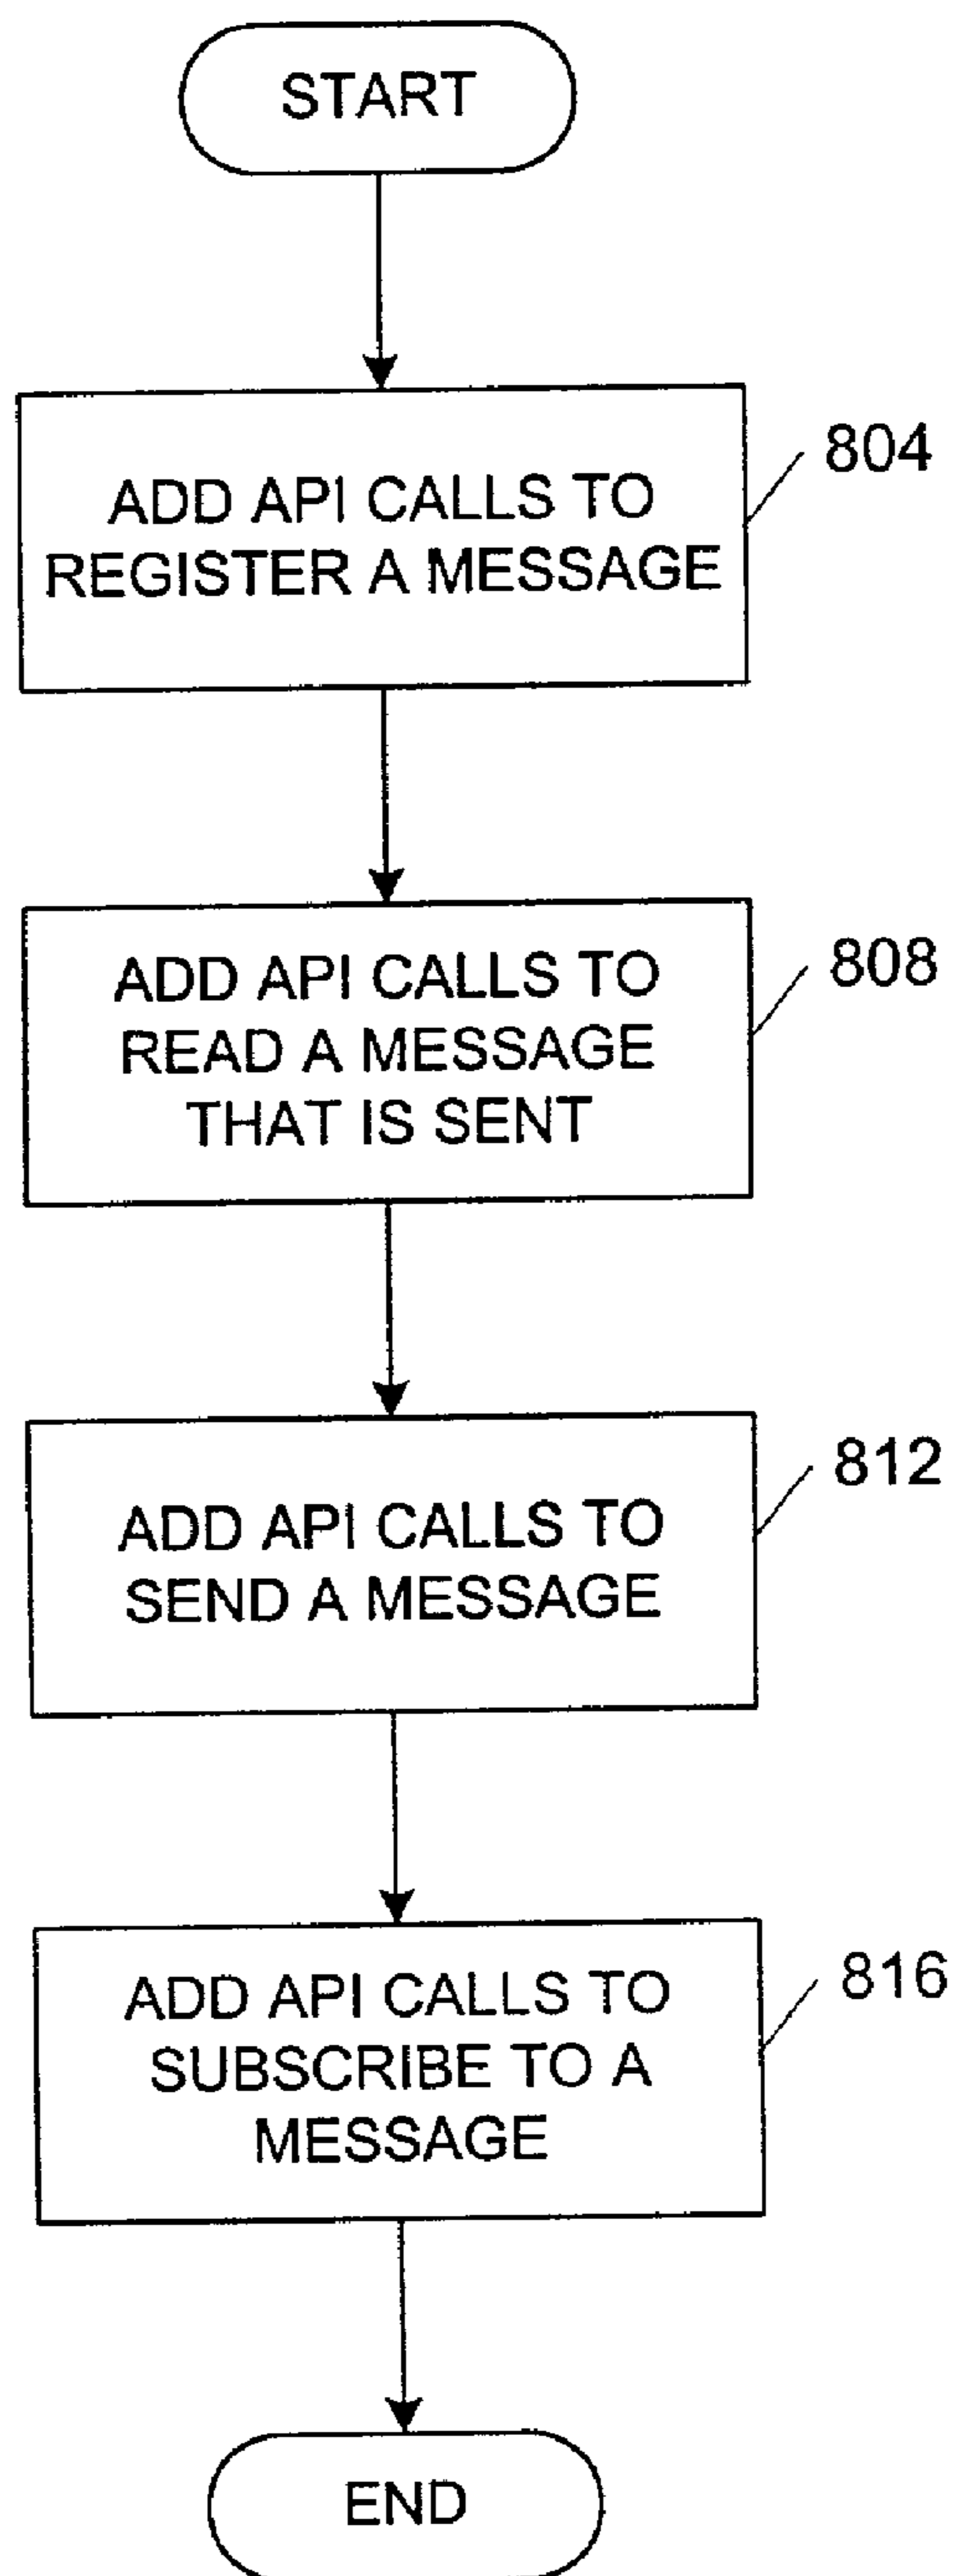 START
ADD API CALLS TO
REGISTER A MESSAGE
804
ADD API CALLS TO
READ A MESSAGE
THAT IS SENT
808
ADD API CALLS TO
SEND A MESSAGE
812
ADD API CALLS TO
SUBSCRIBE TO A
MESSAGE
816
END